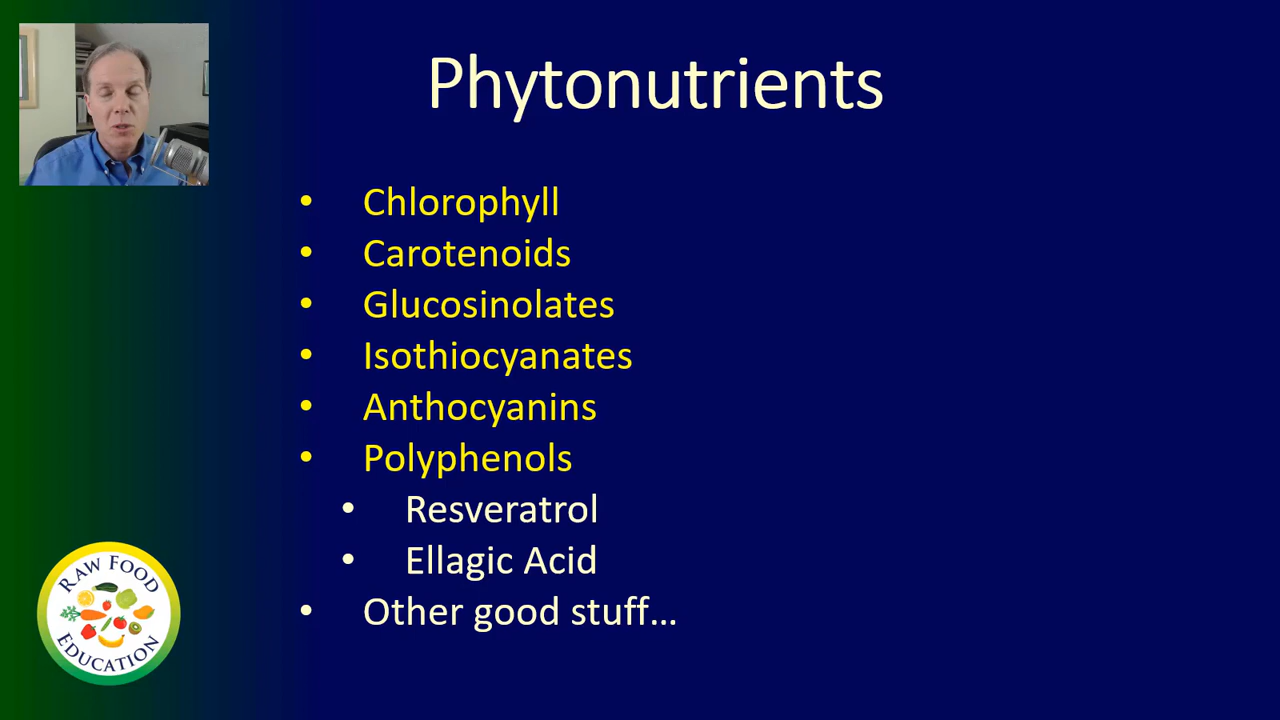 Phytonutrients
• Chlorophyll
• Carotenoids
• Glucosinolates
• Isothiocyanates
• Anthocyanins
• Polyphenols
• Resveratrol
• Ellagic Acid
• Other good stuff…
RAW FOOD
EDUCATION